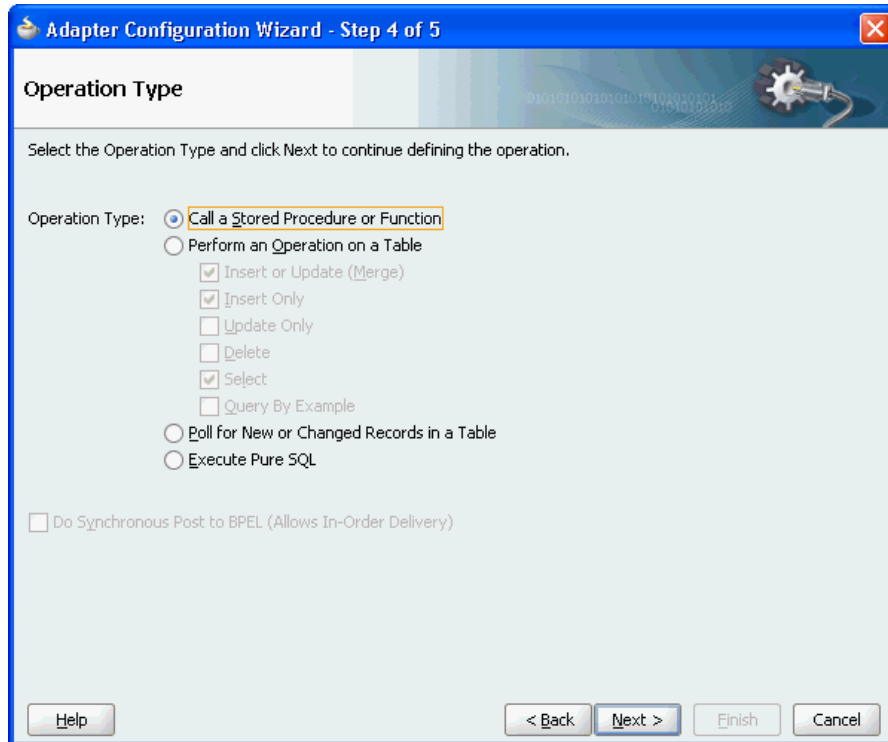 Adapter Configuration Wizard - Step 4 of 5
Operation Type
Select the Operation Type and click Next to continue defining the operation.
Operation Type: Call a Stored Procedure or Function
Perform an Operation on a Table
Insert or Update (Merge)
Insert Only
Update Only
Delete
Select
Query By Example
Poll for New or Changed Records in a Table
Execute Pure SQL
Do Synchronous Post to BPEL (Allows In-Order Delivery)
Help < Back Next > Finish Cancel